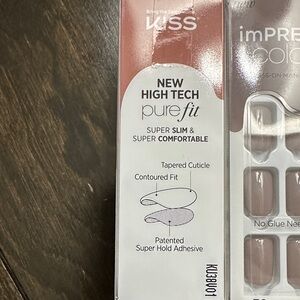 KISS
NEW
HIGH TECH
pure fit
SUPER SLIM &
SUPER COMFORTABLE
Tapered Cuticle
Contoured Fit
Patented
Super Hold Adhesive
imPRE
colo
No Glue Nee